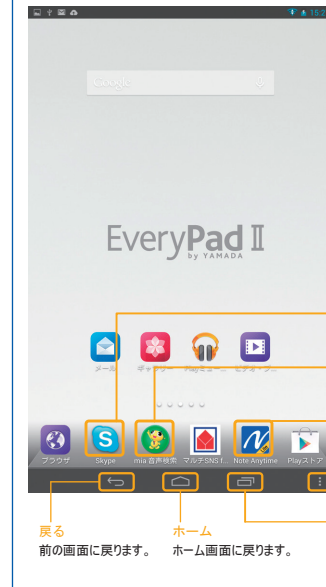 15:2
Google
EveryPad II
by YAMADA
メール
ギャラリー
Playミュー...
ビデオ・プ...
ブラウザ
Skype
mia 音声検索
マルチSNS f...
Note Anytime
Playストア
戻る
前の画面に戻ります。
ホーム
ホーム画面に戻ります。